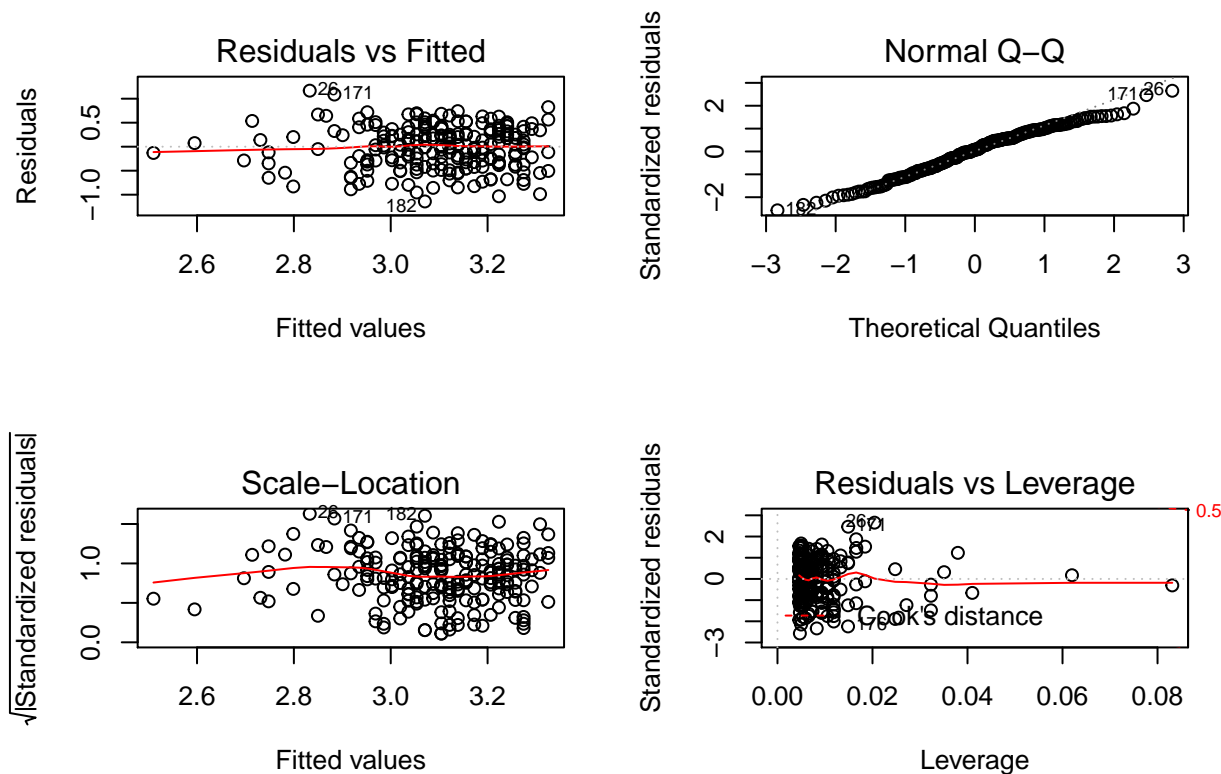 Residuals vs Fitted
Residuals
0.5
−1.0
26
171
182
2.6 2.8 3.0 3.2
Fitted values
Normal Q−Q
Standardized residuals
2
0
−2
171
26
182
−3 −2 −1 0 1 2 3
Theoretical Quantiles
Scale−Location
√|Standardized residuals|
1.0
0.0
26
171
182
2.6 2.8 3.0 3.2
Fitted values
Residuals vs Leverage
Standardized residuals
2
0
−3
0.5
26
171
176
Cook's distance
0.00 0.02 0.04 0.06 0.08
Leverage